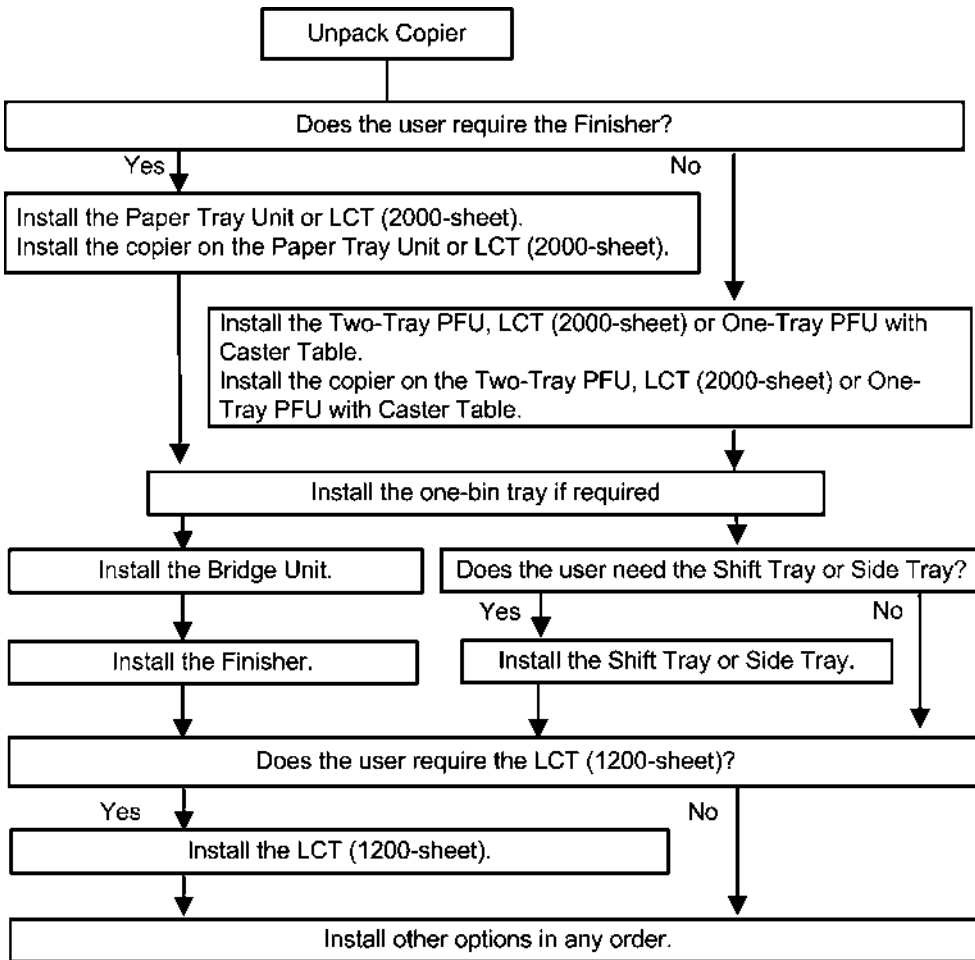 Unpack Copier
Does the user require the Finisher?
Yes
No
Install the Paper Tray Unit or LCT (2000-sheet).
Install the copier on the Paper Tray Unit or LCT (2000-sheet).
Install the Two-Tray PFU, LCT (2000-sheet) or One-Tray PFU with
Caster Table.
Install the copier on the Two-Tray PFU, LCT (2000-sheet) or One-
Tray PFU with Caster Table.
Install the one-bin tray if required
Install the Bridge Unit.
Does the user need the Shift Tray or Side Tray?
Yes
No
Install the Finisher.
Install the Shift Tray or Side Tray.
Does the user require the LCT (1200-sheet)?
Yes
No
Install the LCT (1200-sheet).
Install other options in any order.